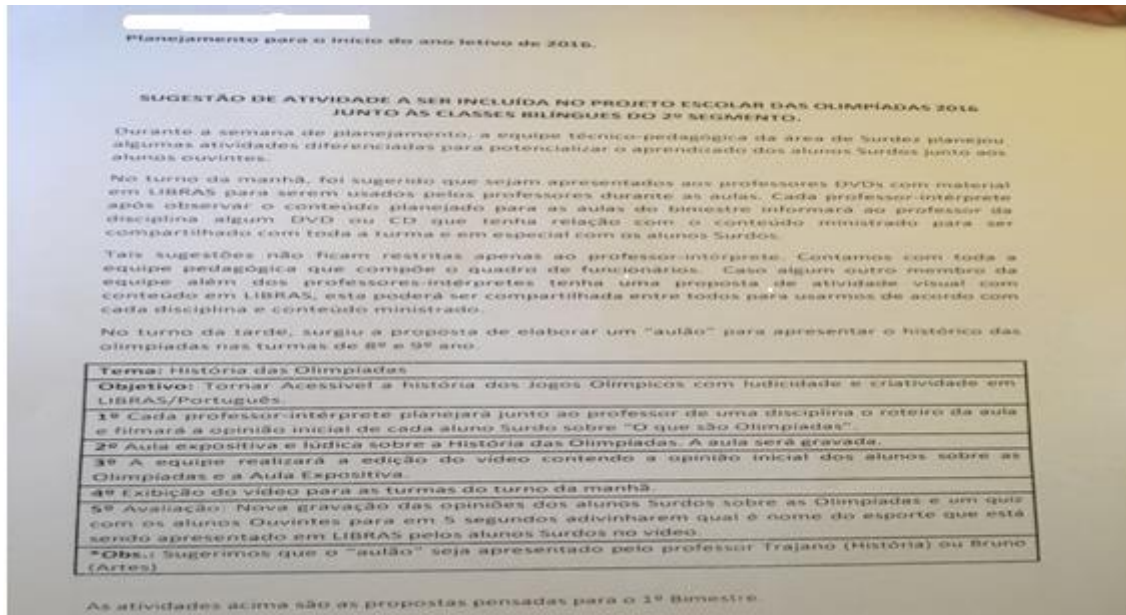 Planejamento para o início do ano letivo de 2016.
SUGESTÃO DE ATIVIDADE A SER INCLUÍDA NO PROJETO ESCOLAR DAS OLIMPÍADAS 2016
JUNTO ÀS CLASSES BILÍNGUES DO 2º SEGMENTO.
Durante a semana de planejamento, a equipe técnico-pedagógica da área de Surdez planejou
algumas atividades diferenciadas para potencializar o aprendizado dos alunos Surdos junto aos
alunos ouvintes.
No turno da manhã, foi sugerido que sejam apresentados aos professores DVDs com material
em LIBRAS para serem usados pelos professores durante as aulas. Cada professor-intérprete
após observar o conteúdo planejado para as aulas do bimestre informará ao professor da
disciplina algum DVD ou CD que tenha relação com o conteúdo ministrado para ser
compartilhado com toda a turma e em especial com os alunos Surdos.
Tais sugestões não ficam restritas apenas ao professor-intérprete. Contamos com toda a
equipe pedagógica que compõe o quadro de funcionários. Caso algum outro membro da
equipe além dos professores-intérpretes tenha uma proposta de atividade visual com
conteúdo em LIBRAS, esta poderá ser compartilhada entre todos para usarmos de acordo com
cada disciplina e conteúdo ministrado.
No turno da tarde, surgiu a proposta de elaborar um "aulão" para apresentar o histórico das
olimpíadas nas turmas de 8º e 9º ano.
Tema: História das Olimpíadas
Objetivo: Tornar Acessível a história dos Jogos Olímpicos com ludicidade e criatividade em
LIBRAS/Português.
1º Cada professor-intérprete planejará junto ao professor de uma disciplina o roteiro da aula
e filmará a opinião inicial de cada aluno Surdo sobre "O que são Olimpíadas".
2º Aula expositiva e lúdica sobre a História das Olimpíadas. A aula será gravada.
3º A equipe realizará a edição do vídeo contendo a opinião inicial dos alunos sobre as
Olimpíadas e a Aula Expositiva.
4º Exibição do vídeo para as turmas do turno da manhã.
5º Avaliação: Nova gravação das opiniões dos alunos Surdos sobre as Olimpíadas e um quiz
com os alunos Ouvintes para em 5 segundos adivinharem qual é nome do esporte que está
sendo apresentado em LIBRAS pelos alunos Surdos no vídeo.
*Obs.: Sugerimos que o "aulão" seja apresentado pelo professor Trajano (História) ou Bruno
(Artes)
As atividades acima são as propostas pensadas para o 1º Bimestre.